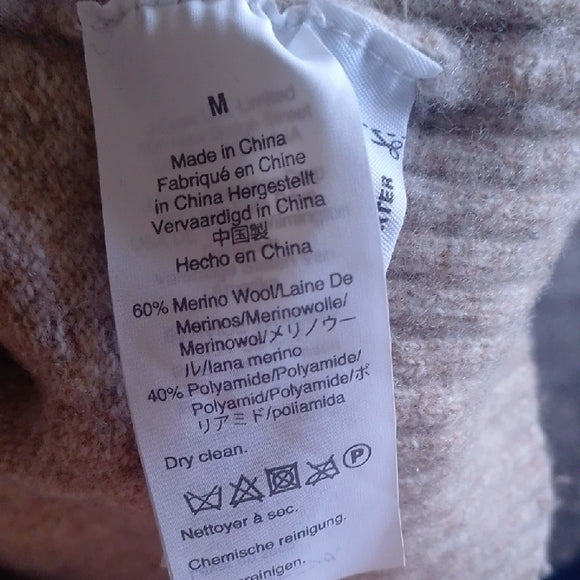 M
Made in China
Fabriqué en Chine
in China Hergestellt
Vervaardigd in China
中国製
Hecho en China
60% Merino Wool/Laine De
Merinos/Merinowolle/
Merinowol/メリノウー
ル/lana merino
40% Polyamide/Polyamide/
Polyamid/Polyamide/ポ
リアミド/poliamida
Dry clean.
P
Nettoyer à sec.
Chemische reinigung.